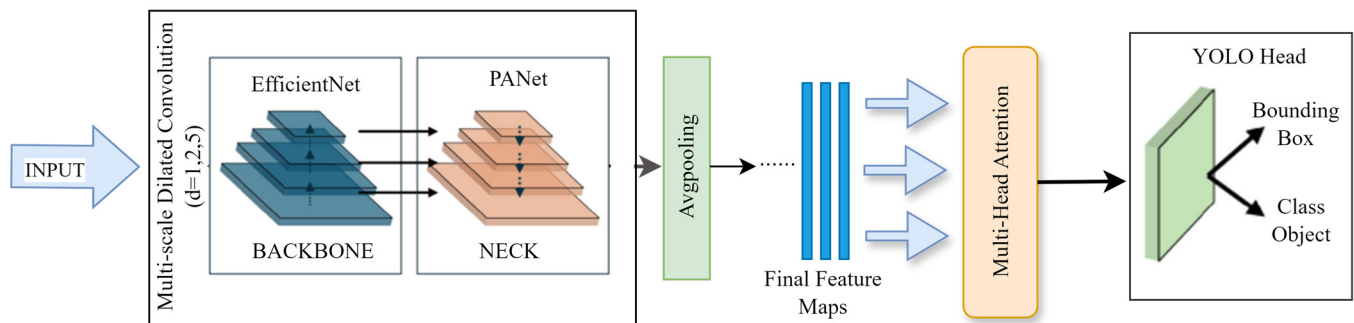 INPUT
Multi-scale Dilated Convolution
(d=1,2,5)
EfficientNet
BACKBONE
PANet
NECK
Avgpooling
Final Feature
Maps
Multi-Head Attention
YOLO Head
Bounding
Box
Class
Object